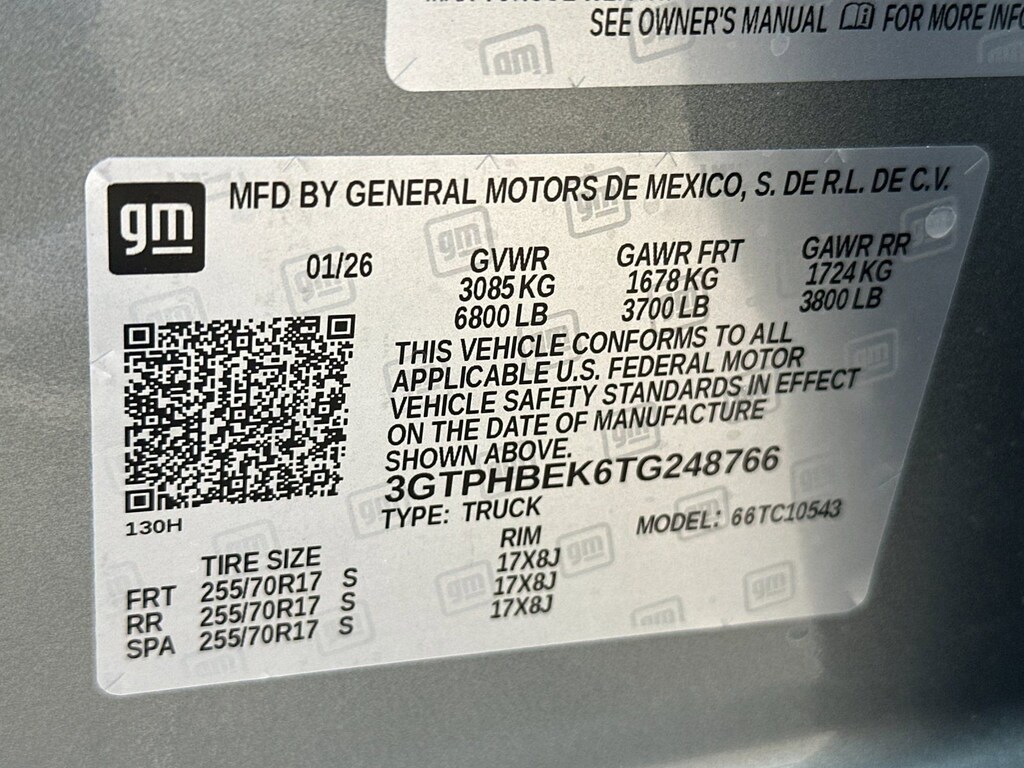 SEE OWNER'S MANUAL FOR MORE INFO
gm
MFD BY GENERAL MOTORS DE MEXICO, S. DE R.L. DE C.V.
01/26
GVWR GAWR FRT GAWR RR
3085 KG 1678 KG 1724 KG
6800 LB 3700 LB 3800 LB
THIS VEHICLE CONFORMS TO ALL
APPLICABLE U.S. FEDERAL MOTOR
VEHICLE SAFETY STANDARDS IN EFFECT
ON THE DATE OF MANUFACTURE
SHOWN ABOVE.
3GTPHBEK6TG248766
130H
TYPE: TRUCK MODEL: 66TC10543
TIRE SIZE RIM
FRT 255/70R17 S 17X8J
RR 255/70R17 S 17X8J
SPA 255/70R17 S 17X8J